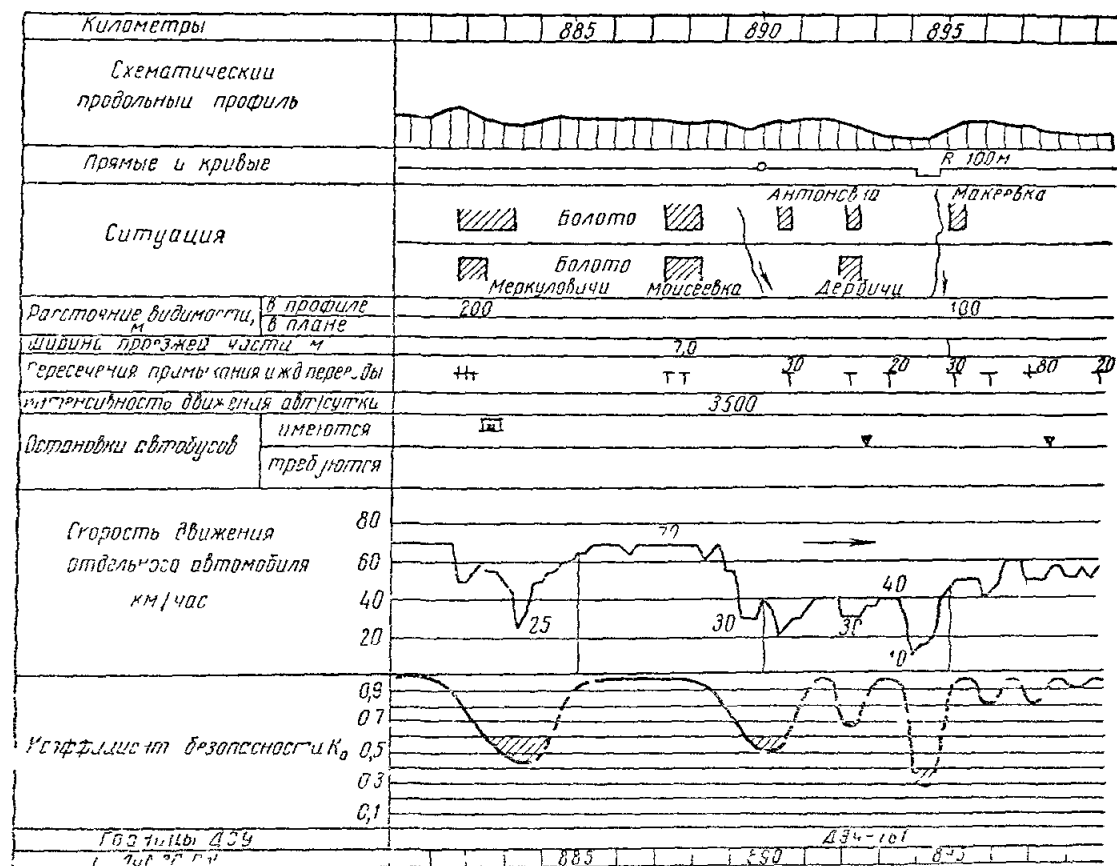 Километры 885 890 895
Схематический
продольный профиль
Прямые и кривые R 100м
Ситуация
Антоновка Макеевка
Болото
Болото
Меркуловичи Моисеевка Дербичи
Расстояние видимости, м
в профиле 200 100
в плане
Ширина проезжей части м 7,0
Пересечения примыкания и жд переезды 30 20 30 80 20
Интенсивность движения авт/сутки 3500
Остановки автобусов
имеются
требуются
Скорость движения
отдельного автомобиля
км/час
80
60
40
20
70
25
30
30
40
10
Коэффициент безопасности Kа
0,9
0,7
0,5
0,3
0,1
Границы ДЭУ
885 890 895